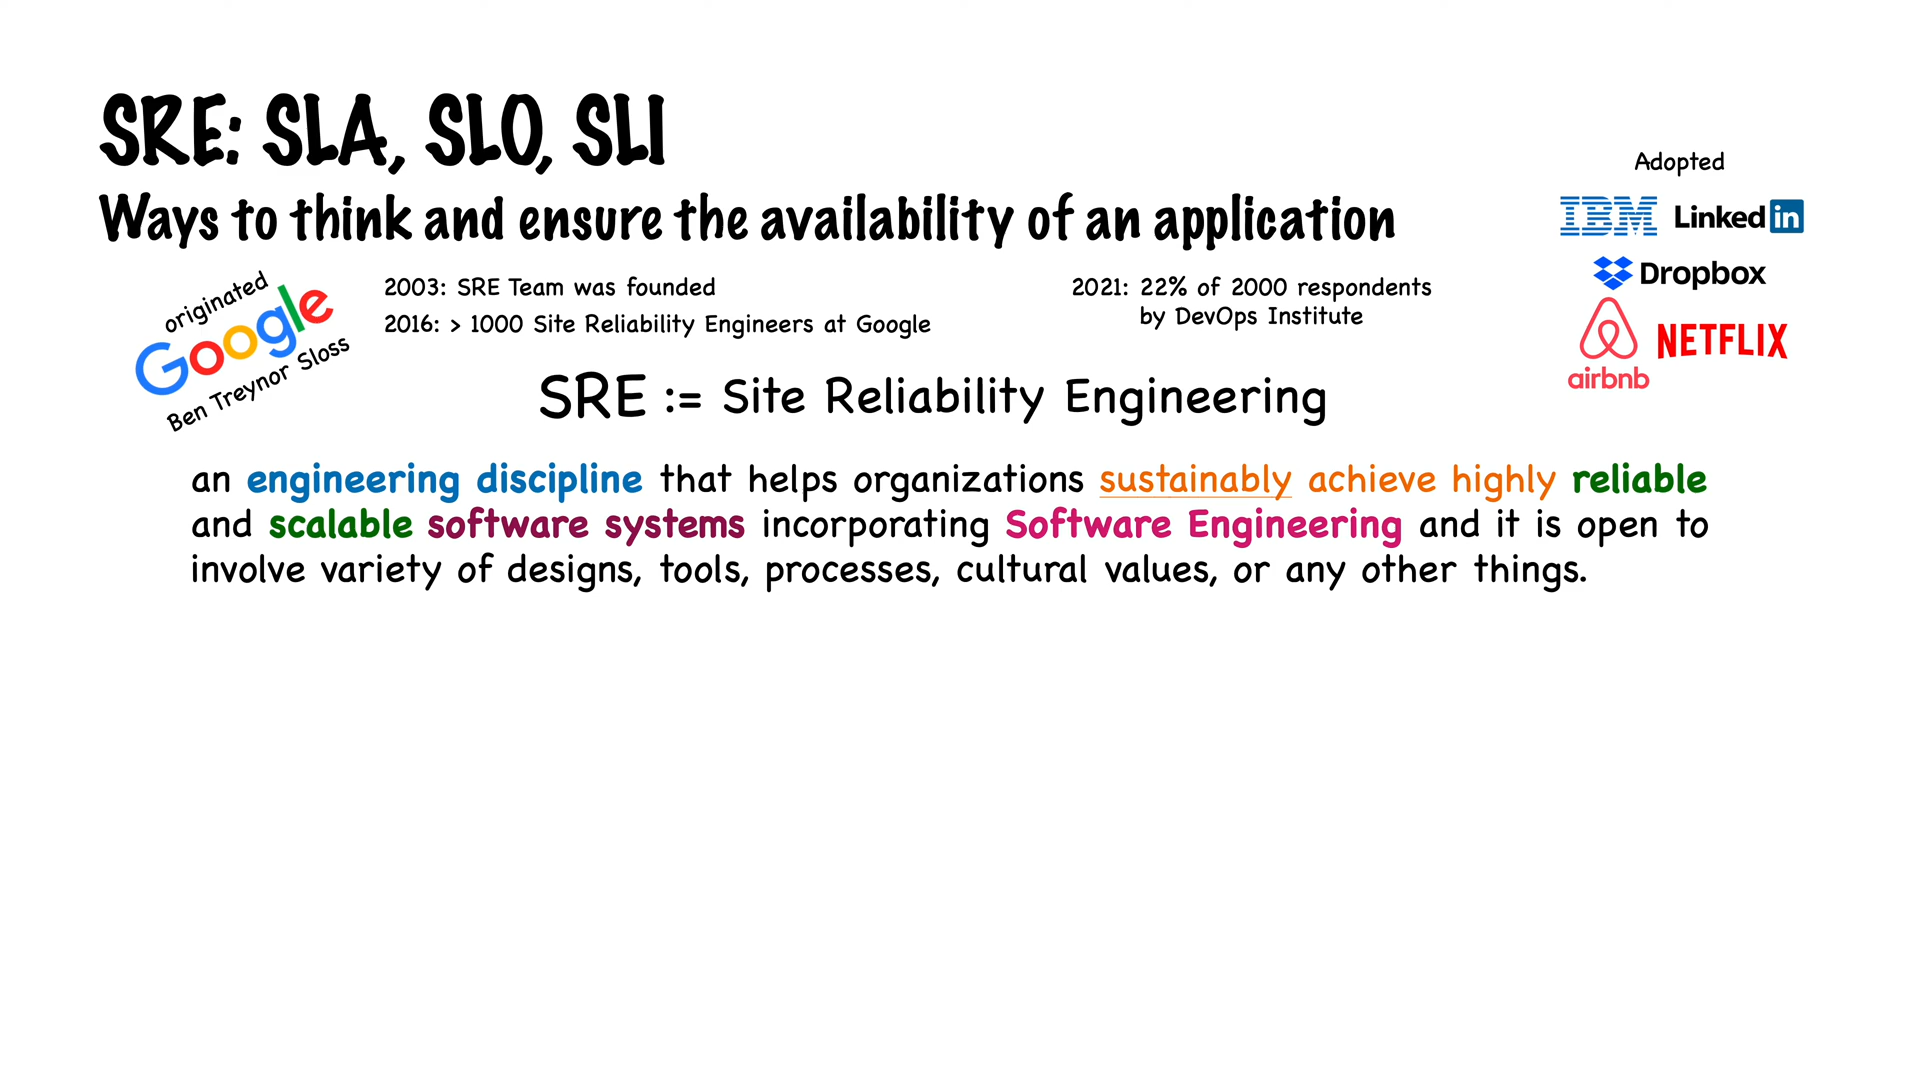 SRE: SLA, SLO, SLI
Ways to think and ensure the availability of an application
originated
Google
Ben Treynor Sloss
2003: SRE Team was founded
2016: > 1000 Site Reliability Engineers at Google
2021: 22% of 2000 respondents
by DevOps Institute
Adopted
IBM LinkedIn
Dropbox
airbnb
NETFLIX
SRE := Site Reliability Engineering
an engineering discipline that helps organizations sustainably achieve highly reliable
and scalable software systems incorporating Software Engineering and it is open to
involve variety of designs, tools, processes, cultural values, or any other things.